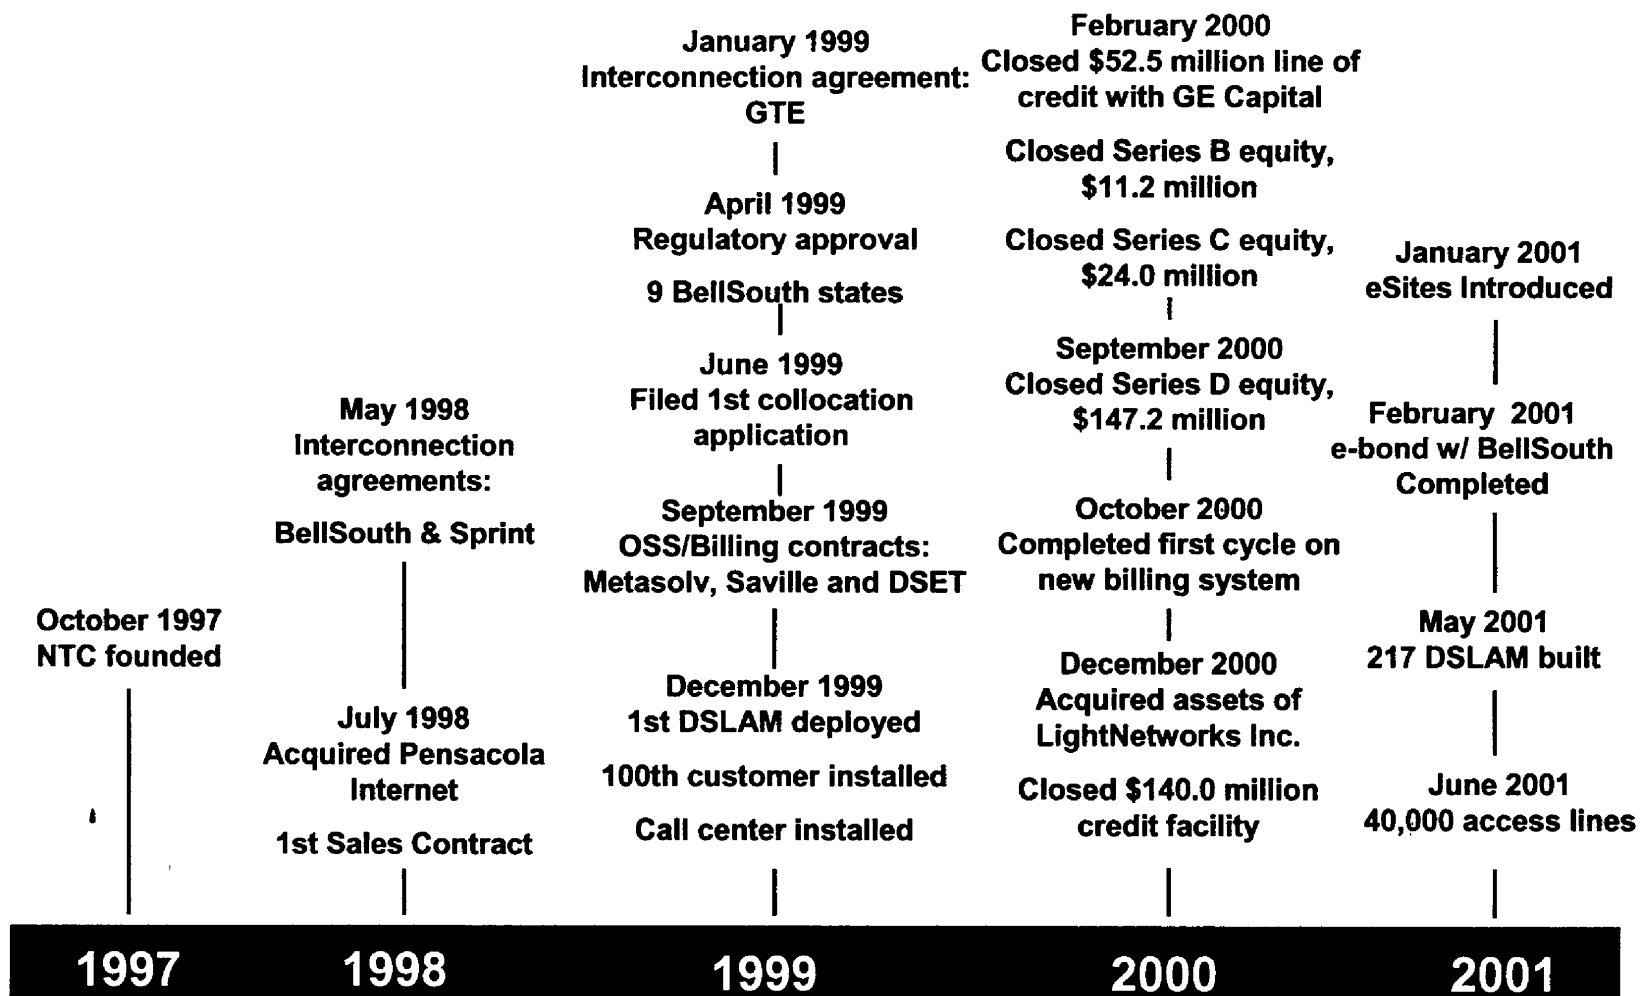 October 1997
NTC founded
May 1998
Interconnection
agreements:
BellSouth & Sprint
July 1998
Acquired Pensacola
Internet
1st Sales Contract
January 1999
Interconnection agreement:
GTE
April 1999
Regulatory approval
9 BellSouth states
June 1999
Filed 1st collocation
application
September 1999
OSS/Billing contracts:
Metasolv, Saville and DSET
December 1999
1st DSLAM deployed
100th customer installed
Call center installed
February 2000
Closed $52.5 million line of
credit with GE Capital
Closed Series B equity,
$11.2 million
Closed Series C equity,
$24.0 million
September 2000
Closed Series D equity,
$147.2 million
October 2000
Completed first cycle on
new billing system
December 2000
Acquired assets of
LightNetworks Inc.
Closed $140.0 million
credit facility
January 2001
eSites Introduced
February 2001
e-bond w/ BellSouth
Completed
May 2001
217 DSLAM built
June 2001
40,000 access lines
1997 1998 1999 2000 2001